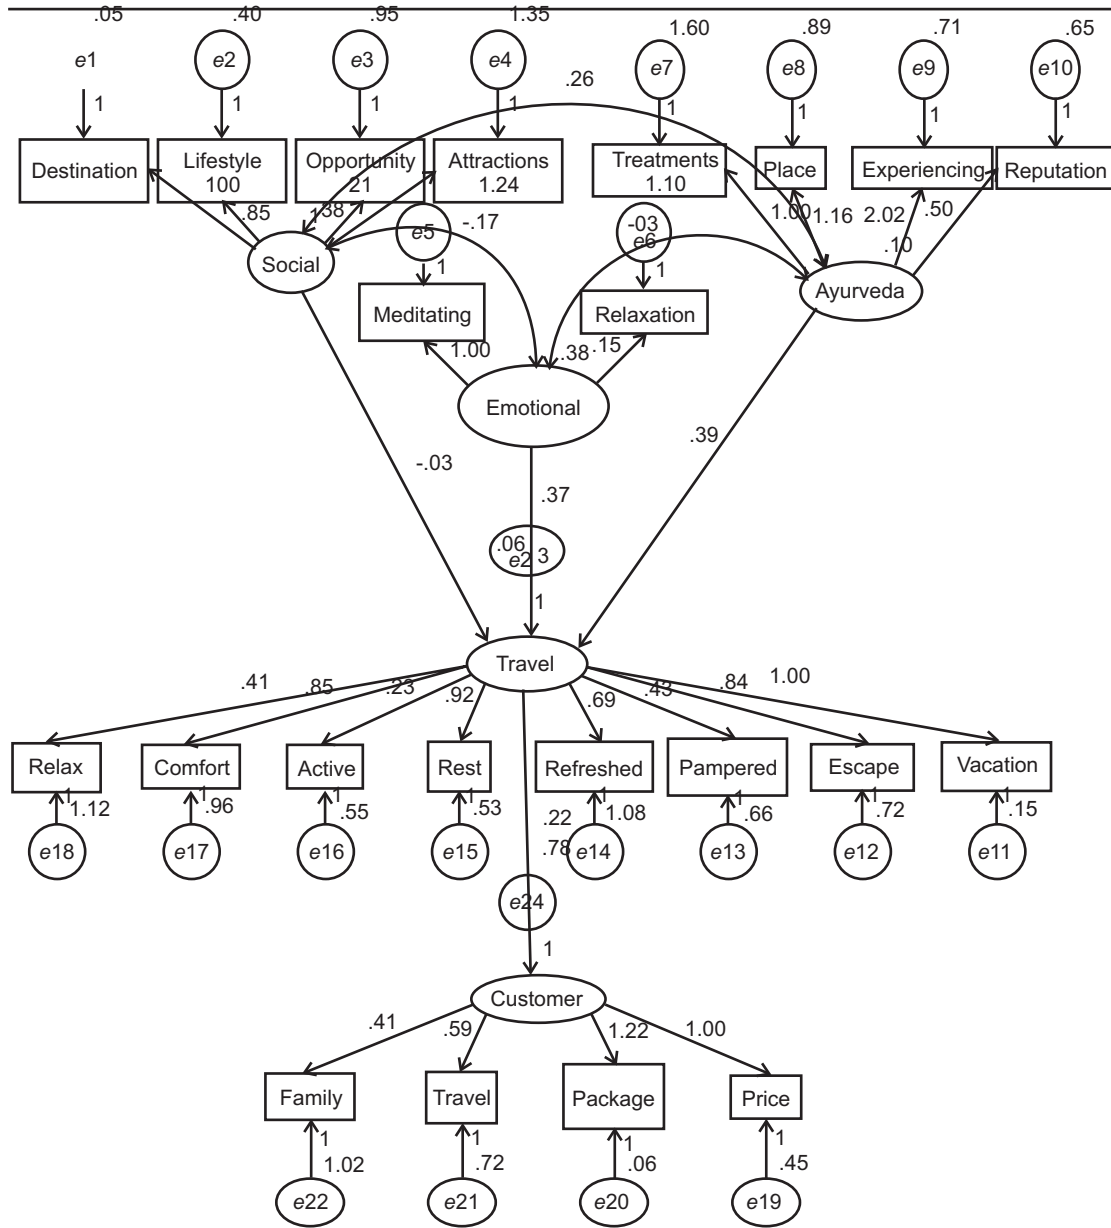 .05 .40 .95 1.35
1.60 .89 .71 .65
e1 e2 e3 e4 e7 e8 e9 e10
.26
1 1 1 1 1 1 1 1
Destination Lifestyle Opportunity Attractions Treatments Place Experiencing Reputation
100 21 1.24 1.10
.85 1.38 -.17 1.00 1.16 2.02 .50
e5 -03
e6 .10
Social 1 1 Ayurveda
Meditating Relaxation
1.00 .38 .15
Emotional
.39
-.03
.37
.06
e2 3
1
Travel
.41 .85 .23 .92 .69 .43 .84 1.00
Relax Comfort Active Rest Refreshed Pampered Escape Vacation
1 1 1 1 1 1 1 1
1.12 .96 .55 .53 1.08 .66 .72 .15
.22
.78
e18 e17 e16 e15 e14 e13 e12 e11
e24
1
Customer
.41 .59 1.22 1.00
Family Travel Package Price
1 1 1 1
1.02 .72 .06 .45
e22 e21 e20 e19